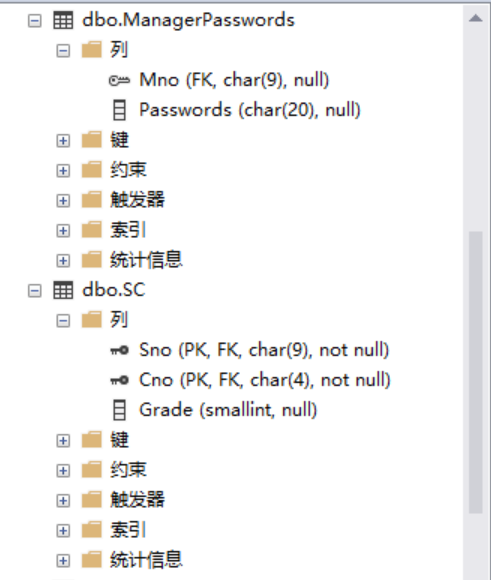 dbo.ManagerPasswords
列
Mno (FK, char(9), null)
Passwords (char(20), null)
键
约束
触发器
索引
统计信息
dbo.SC
列
Sno (PK, FK, char(9), not null)
Cno (PK, FK, char(4), not null)
Grade (smallint, null)
键
约束
触发器
索引
统计信息